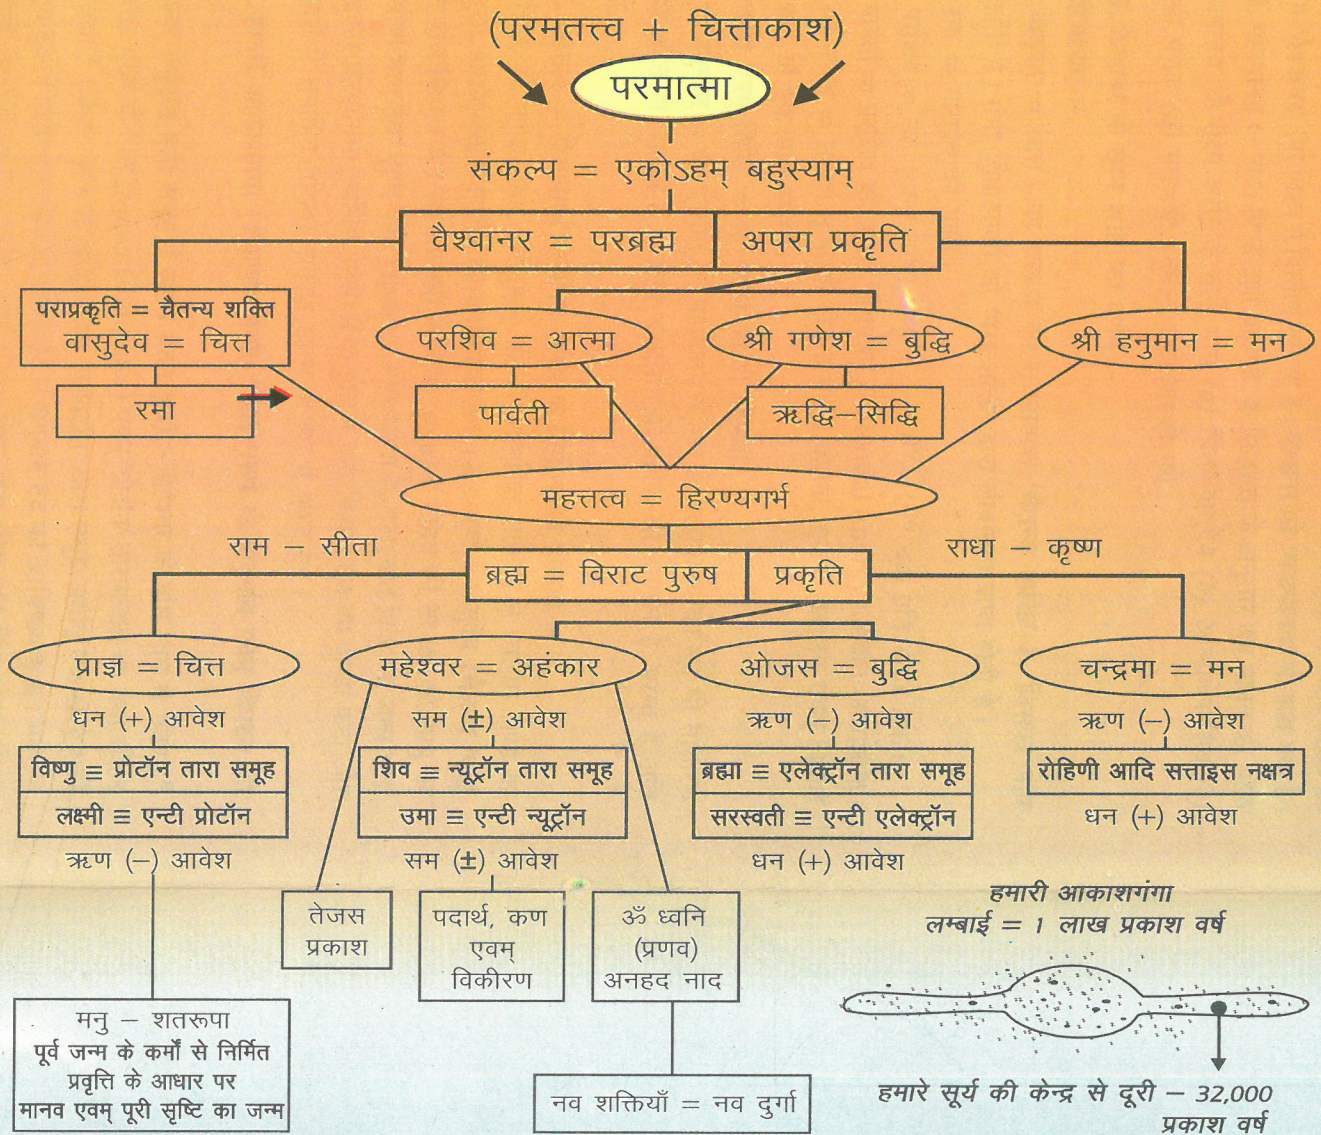 (परमतत्त्व + चित्ताकाश)
परमात्मा
संकल्प = एकोऽहम् बहुस्याम्
वैश्वानर = परब्रह्म
अपरा प्रकृति
पराप्रकृति = चैतन्य शक्ति
वासुदेव = चित्त
परशिव = आत्मा
श्री गणेश = बुद्धि
श्री हनुमान = मन
रमा
पार्वती
ऋद्धि–सिद्धि
महत्तत्व = हिरण्यगर्भ
राम – सीता
राधा – कृष्ण
ब्रह्म = विराट पुरुष
प्रकृति
प्राज्ञ = चित्त
महेश्वर = अहंकार
ओजस = बुद्धि
चन्द्रमा = मन
धन (+) आवेश
सम (±) आवेश
ऋण (–) आवेश
ऋण (–) आवेश
विष्णु ≡ प्रोटॉन तारा समूह
शिव ≡ न्यूट्रॉन तारा समूह
ब्रह्मा ≡ एलेक्ट्रॉन तारा समूह
रोहिणी आदि सत्ताइस नक्षत्र
लक्ष्मी ≡ एन्टी प्रोटॉन
उमा ≡ एन्टी न्यूट्रॉन
सरस्वती ≡ एन्टी एलेक्ट्रॉन
धन (+) आवेश
ऋण (–) आवेश
सम (±) आवेश
धन (+) आवेश
तेजस
प्रकाश
पदार्थ, कण
एवम्
विकीरण
ॐ ध्वनि
(प्रणव)
अनहद नाद
हमारी आकाशगंगा
लम्बाई = 1 लाख प्रकाश वर्ष
मनु – शतरूपा
पूर्व जन्म के कर्मों से निर्मित
प्रवृत्ति के आधार पर
मानव एवम् पूरी सृष्टि का जन्म
नव शक्तियाँ = नव दुर्गा
हमारे सूर्य की केन्द्र से दूरी – 32,000
प्रकाश वर्ष